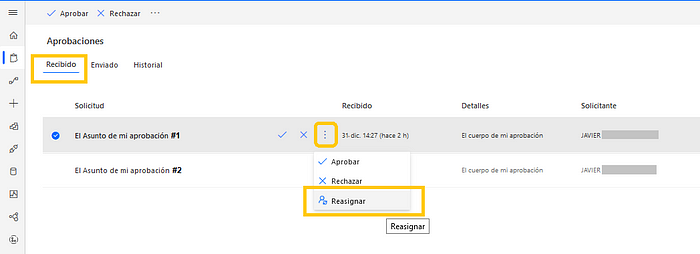 Aprobar Rechazar ...
Aprobaciones
Recibido Enviado Historial
Solicitud Recibido Detalles Solicitante
El Asunto de mi aprobación #1 31-dic. 14:27 (hace 2 h) El cuerpo de mi aprobación JAVIER
Aprobar
El Asunto de mi aprobación #2 El cuerpo de mi aprobación JAVIER
Rechazar
Reasignar
Reasignar